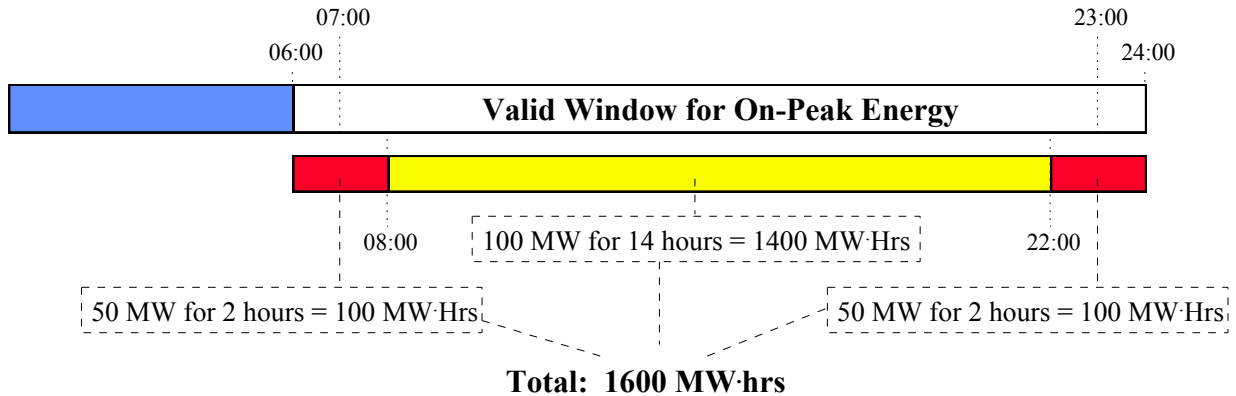 07:00
23:00
06:00
24:00
Valid Window for On-Peak Energy
08:00
100 MW for 14 hours = 1400 MW·Hrs
22:00
50 MW for 2 hours = 100 MW·Hrs
50 MW for 2 hours = 100 MW·Hrs
Total: 1600 MW·hrs